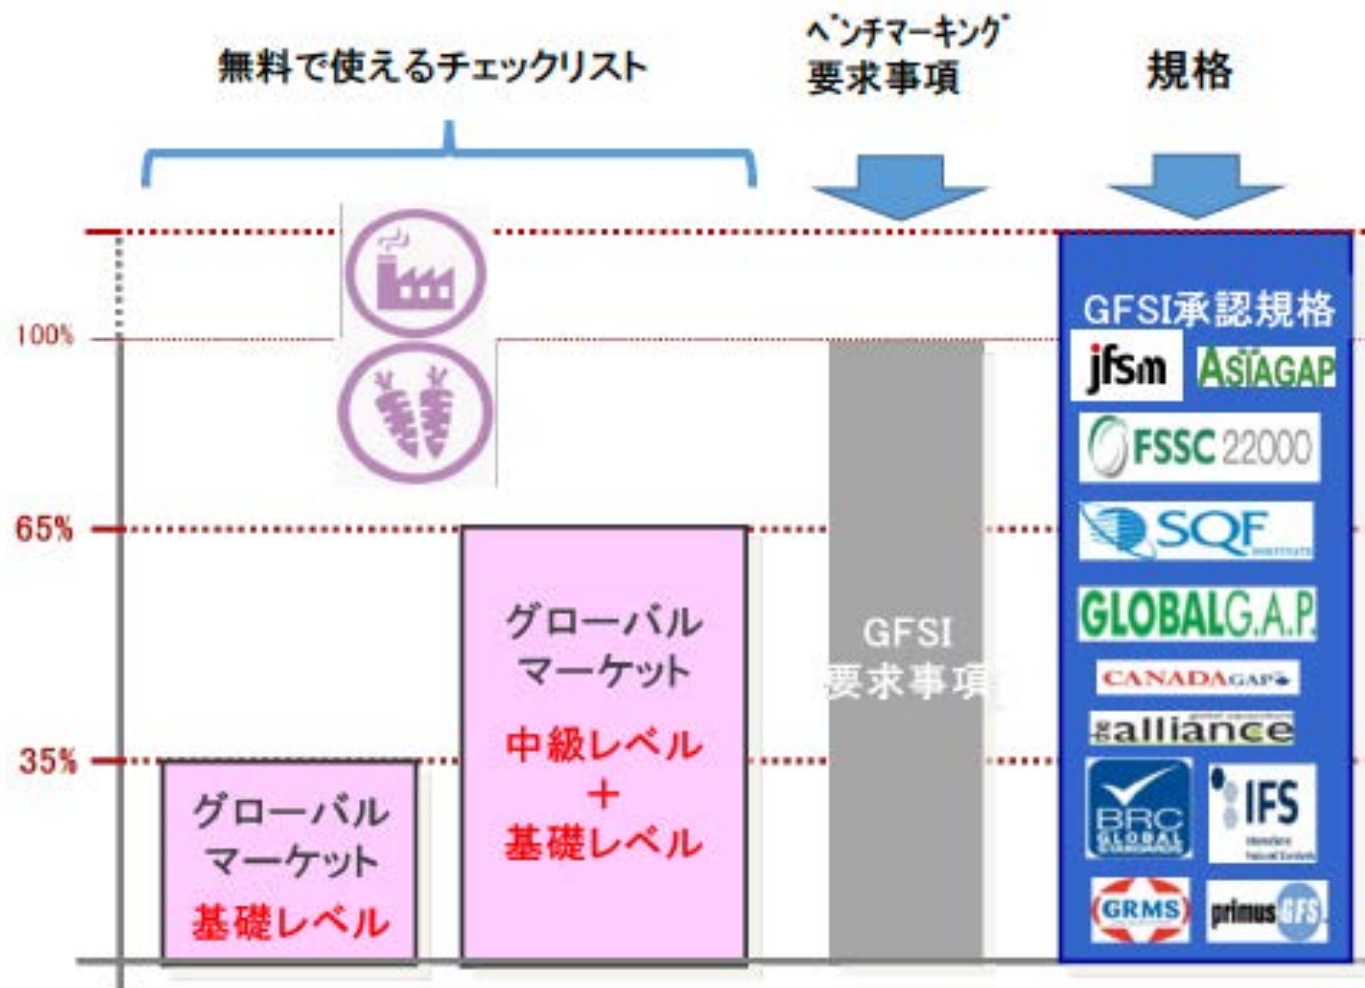 無料で使えるチェックリスト
ベンチマーキング
要求事項
規格
100%
65%
35%
グローバル
マーケット
基礎レベル
グローバル
マーケット
中級レベル
+
基礎レベル
GFSI
要求事項
GFSI承認規格
jfsm
ASIAGAP
FSSC 22000
SQF
INSTITUTE
GLOBALG.A.P.
CANADAGAP
the
alliance
BRC
GLOBAL
STANDARDS
IFS
GRMS
primusGFS